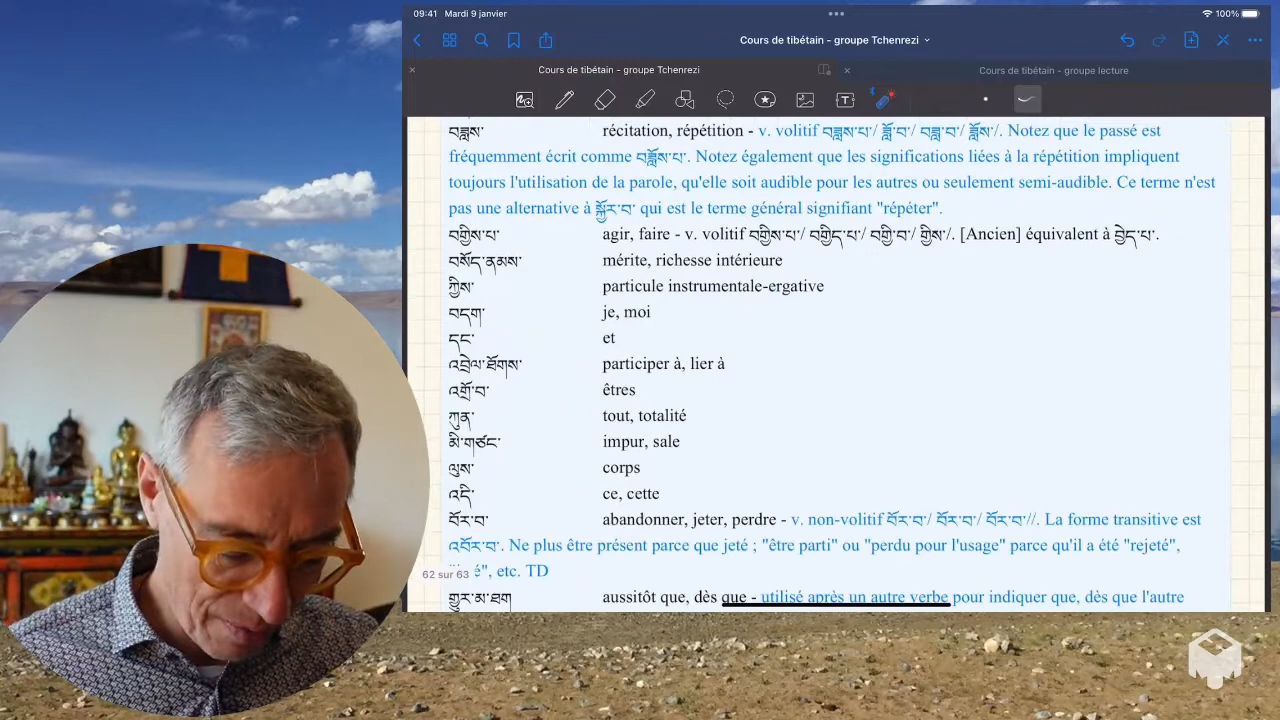 09:41 Mardi 9 janvier
100%
Cours de tibétain - groupe Tchenrezi
Cours de tibétain - groupe Tchenrezi
Cours de tibétain - groupe lecture
བཟླས་ récitation, répétition - v. volitif བཟླས་པ་/ ཟློ་བ་/ བཟླ་བ་/ ཟློས་/. Notez que le passé est
fréquemment écrit comme བཟློས་པ་. Notez également que les significations liées à la répétition impliquent
toujours l'utilisation de la parole, qu'elle soit audible pour les autres ou seulement semi-audible. Ce terme n'est
pas une alternative à སྐྱོར་བ་ qui est le terme général signifiant "répéter".
བགྱིས་པ་ agir, faire - v. volitif བགྱིས་པ་/ བགྱིད་པ་/ བགྱི་བ་/ གྱིས་/. [Ancien] équivalent à བྱེད་པ་.
བསོད་ནམས་ mérite, richesse intérieure
ཀྱིས་ particule instrumentale-ergative
བདག་ je, moi
དང་ et
འབྲེལ་ཐོགས་ participer à, lier à
འགྲོ་བ་ êtres
ཀུན་ tout, totalité
མི་གཙང་ impur, sale
ལུས་ corps
འདི་ ce, cette
བོར་བ་ abandonner, jeter, perdre - v. non-volitif བོར་བ་/ བོར་བ་/ བོར་བ་//. La forme transitive est
འབོར་བ་. Ne plus être présent parce que jeté ; "être parti" ou "perdu pour l'usage" parce qu'il a été "rejeté",
etc. TD
62 sur 63
གྱུར་མ་ཐག aussitôt que, dès que - utilisé après un autre verbe pour indiquer que, dès que l'autre